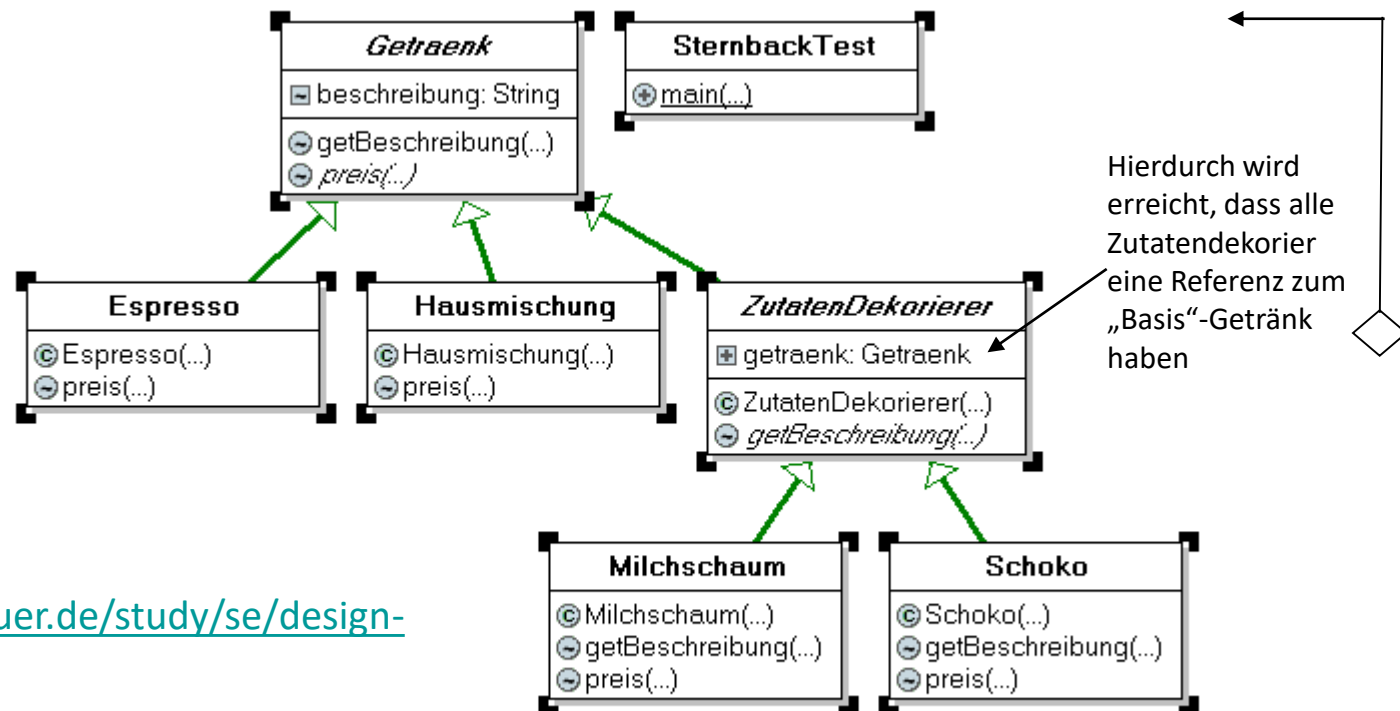 Getraenk
beschreibung: String
getBeschreibung(...)
preis(...)
SternbackTest
main(...)
Hierdurch wird
erreicht, dass alle
Zutatendekorier
eine Referenz zum
„Basis“-Getränk
haben
Espresso
Espresso(...)
preis(...)
Hausmischung
Hausmischung(...)
preis(...)
ZutatenDekorierer
getraenk: Getraenk
ZutatenDekorierer(...)
getBeschreibung(...)
Milchschaum
Milchschaum(...)
getBeschreibung(...)
preis(...)
Schoko
Schoko(...)
getBeschreibung(...)
preis(...)
uer.de/study/se/design-